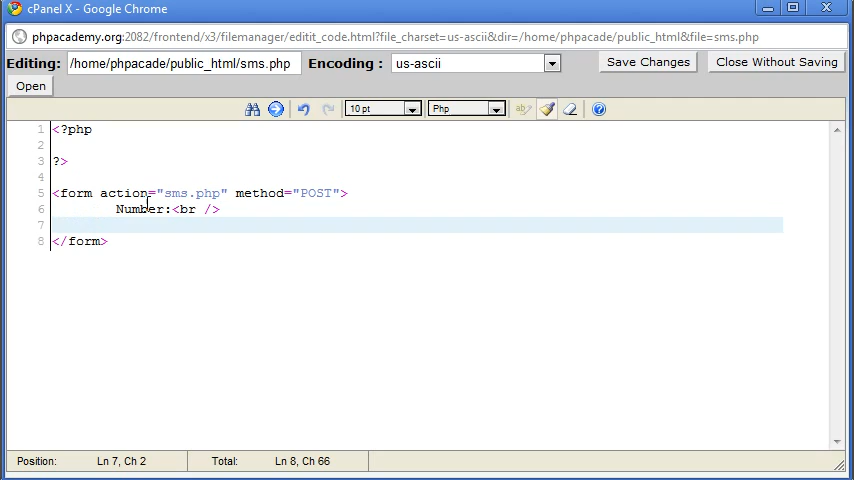 cPanel X - Google Chrome
phpacademy.org:2082/frontend/x3/filemanager/editit_code.html?file_charset=us-ascii&dir=/home/phpacade/public_html&file=sms.php
Editing: /home/phpacade/public_html/sms.php Encoding : us-ascii Save Changes Close Without Saving
Open
10 pt Php
1 <?php
2
3 ?>
4
5 <form action="sms.php" method="POST">
6 Number:<br />
7
8 </form>
Position: Ln 7, Ch 2 Total: Ln 8, Ch 66